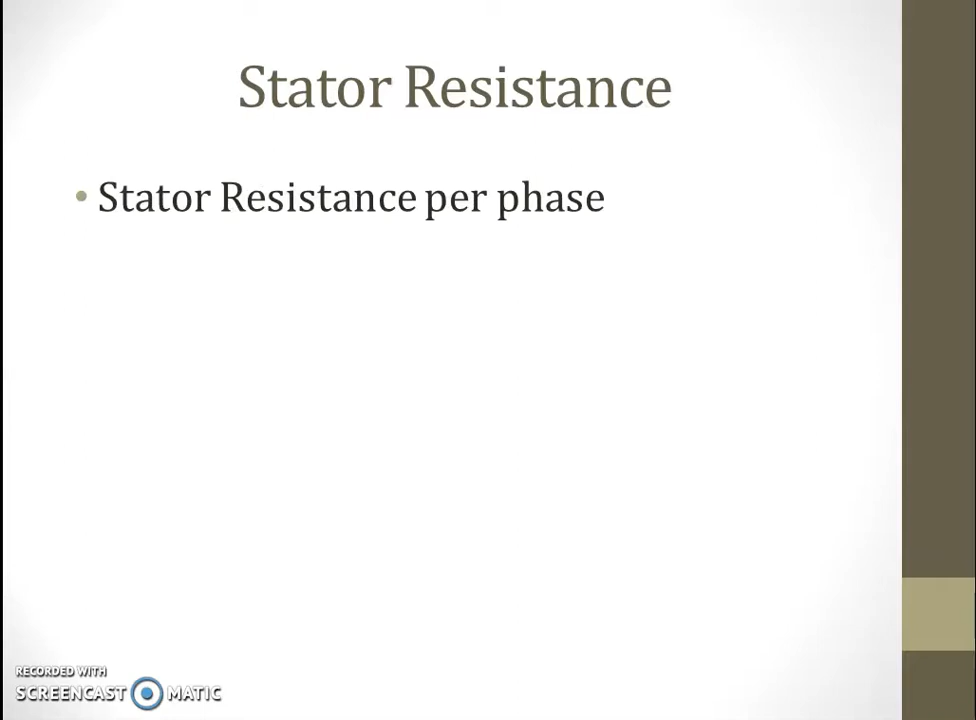 Stator Resistance
• Stator Resistance per phase
RECORDED WITH
SCREENCAST MATIC